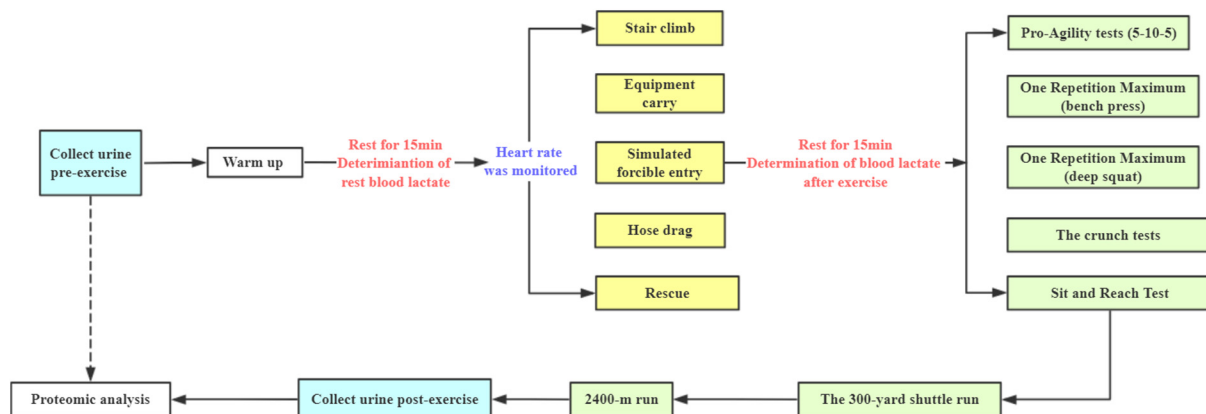 Collect urine
pre-exercise
Warm up
Rest for 15min
Determiantion of
rest blood lactate
Heart rate
was monitored
Stair climb
Equipment
carry
Simulated
forcible entry
Hose drag
Rescue
Rest for 15min
Determination of blood lactate
after exercise
Pro-Agility tests (5-10-5)
One Repetition Maximum
(bench press)
One Repetition Maximum
(deep squat)
The crunch tests
Sit and Reach Test
The 300-yard shuttle run
2400-m run
Collect urine post-exercise
Proteomic analysis